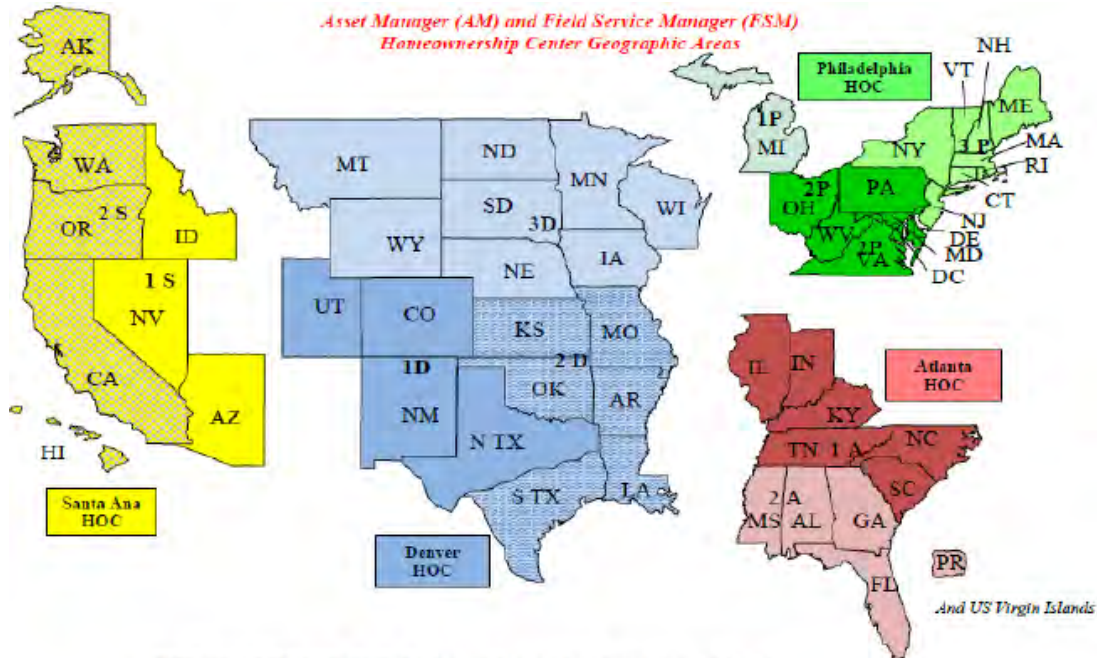 Asset Manager (AM) and Field Service Manager (FSM)
Homeownership Center Geographic Areas
AK
WA
OR
2 S
ID
1 S
NV
CA
AZ
HI
Santa Ana
HOC
MT
ND
MN
SD
3D
WI
WY
NE
IA
UT
CO
KS
MO
1D
2 D
NM
OK
AR
N TX
S TX
LA
Denver
HOC
Philadelphia
HOC
NH
VT
ME
1P
MI
NY
3 P
MA
RI
CT
2P
OH
PA
NJ
WV
2P
VA
DE
MD
DC
IL
IN
Atlanta
HOC
KY
TN
1 A
NC
SC
2 A
MS
AL
GA
FL
PR
And US Virgin Islands